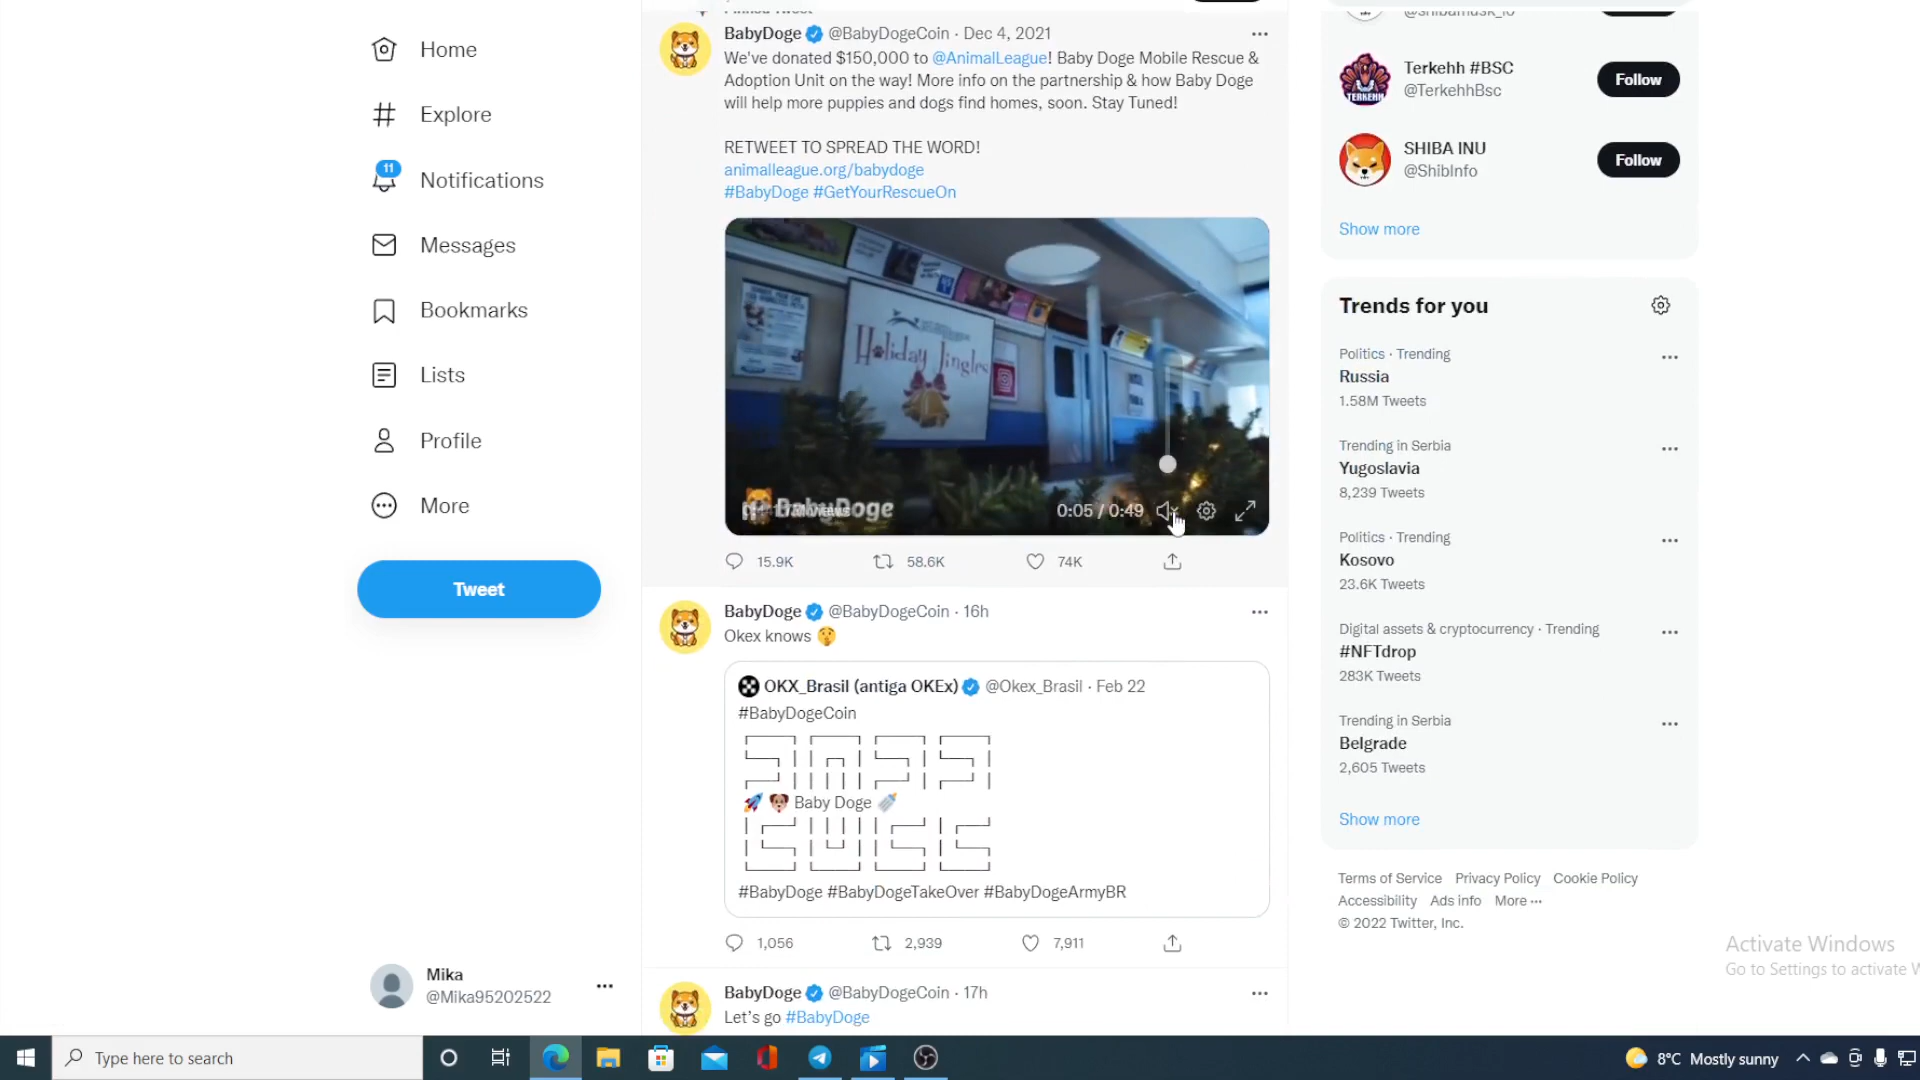 Home
Explore
11
Notifications
Messages
Bookmarks
Lists
Profile
More
Tweet
Mika
@Mika95202522
BabyDoge @BabyDogeCoin · Dec 4, 2021
We've donated $150,000 to @AnimalLeague! Baby Doge Mobile Rescue &
Adoption Unit on the way! More info on the partnership & how Baby Doge
will help more puppies and dogs find homes, soon. Stay Tuned!
RETWEET TO SPREAD THE WORD!
animalleague.org/babydoge
#BabyDoge #GetYourRescueOn
Holiday Jingles
BabyDoge
0:05 / 0:49
15.9K
58.6K
74K
BabyDoge @BabyDogeCoin · 16h
Okex knows 🤫
OKX_Brasil (antiga OKEx) @Okex_Brasil · Feb 22
#BabyDogeCoin
🚀 🐶 Baby Doge 🍼
#BabyDoge #BabyDogeTakeOver #BabyDogeArmyBR
1,056
2,939
7,911
BabyDoge @BabyDogeCoin · 17h
Let's go #BabyDoge
@shibamusk_io
Terkehh #BSC
@TerkehhBsc
Follow
SHIBA INU
@ShibInfo
Follow
Show more
Trends for you
Politics · Trending
Russia
1.58M Tweets
Trending in Serbia
Yugoslavia
8,239 Tweets
Politics · Trending
Kosovo
23.6K Tweets
Digital assets & cryptocurrency · Trending
#NFTdrop
283K Tweets
Trending in Serbia
Belgrade
2,605 Tweets
Show more
Terms of Service Privacy Policy Cookie Policy
Accessibility Ads info More ···
© 2022 Twitter, Inc.
Activate Windows
Go to Settings to activate W
Type here to search
8°C Mostly sunny